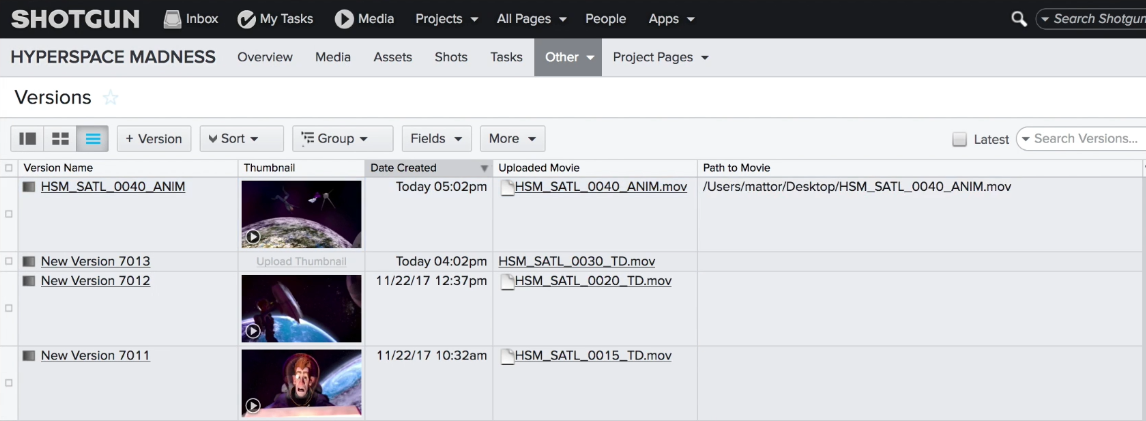 SHOTGUN Inbox My Tasks Media Projects All Pages People Apps Search Shotgun
HYPERSPACE MADNESS Overview Media Assets Shots Tasks Other Project Pages
Versions
+ Version Sort Group Fields More Latest Search Versions...
Version Name Thumbnail Date Created Uploaded Movie Path to Movie
HSM_SATL_0040_ANIM Today 05:02pm HSM_SATL_0040_ANIM.mov /Users/mattor/Desktop/HSM_SATL_0040_ANIM.mov
New Version 7013 Upload Thumbnail Today 04:02pm HSM_SATL_0030_TD.mov
New Version 7012 11/22/17 12:37pm HSM_SATL_0020_TD.mov
New Version 7011 11/22/17 10:32am HSM_SATL_0015_TD.mov